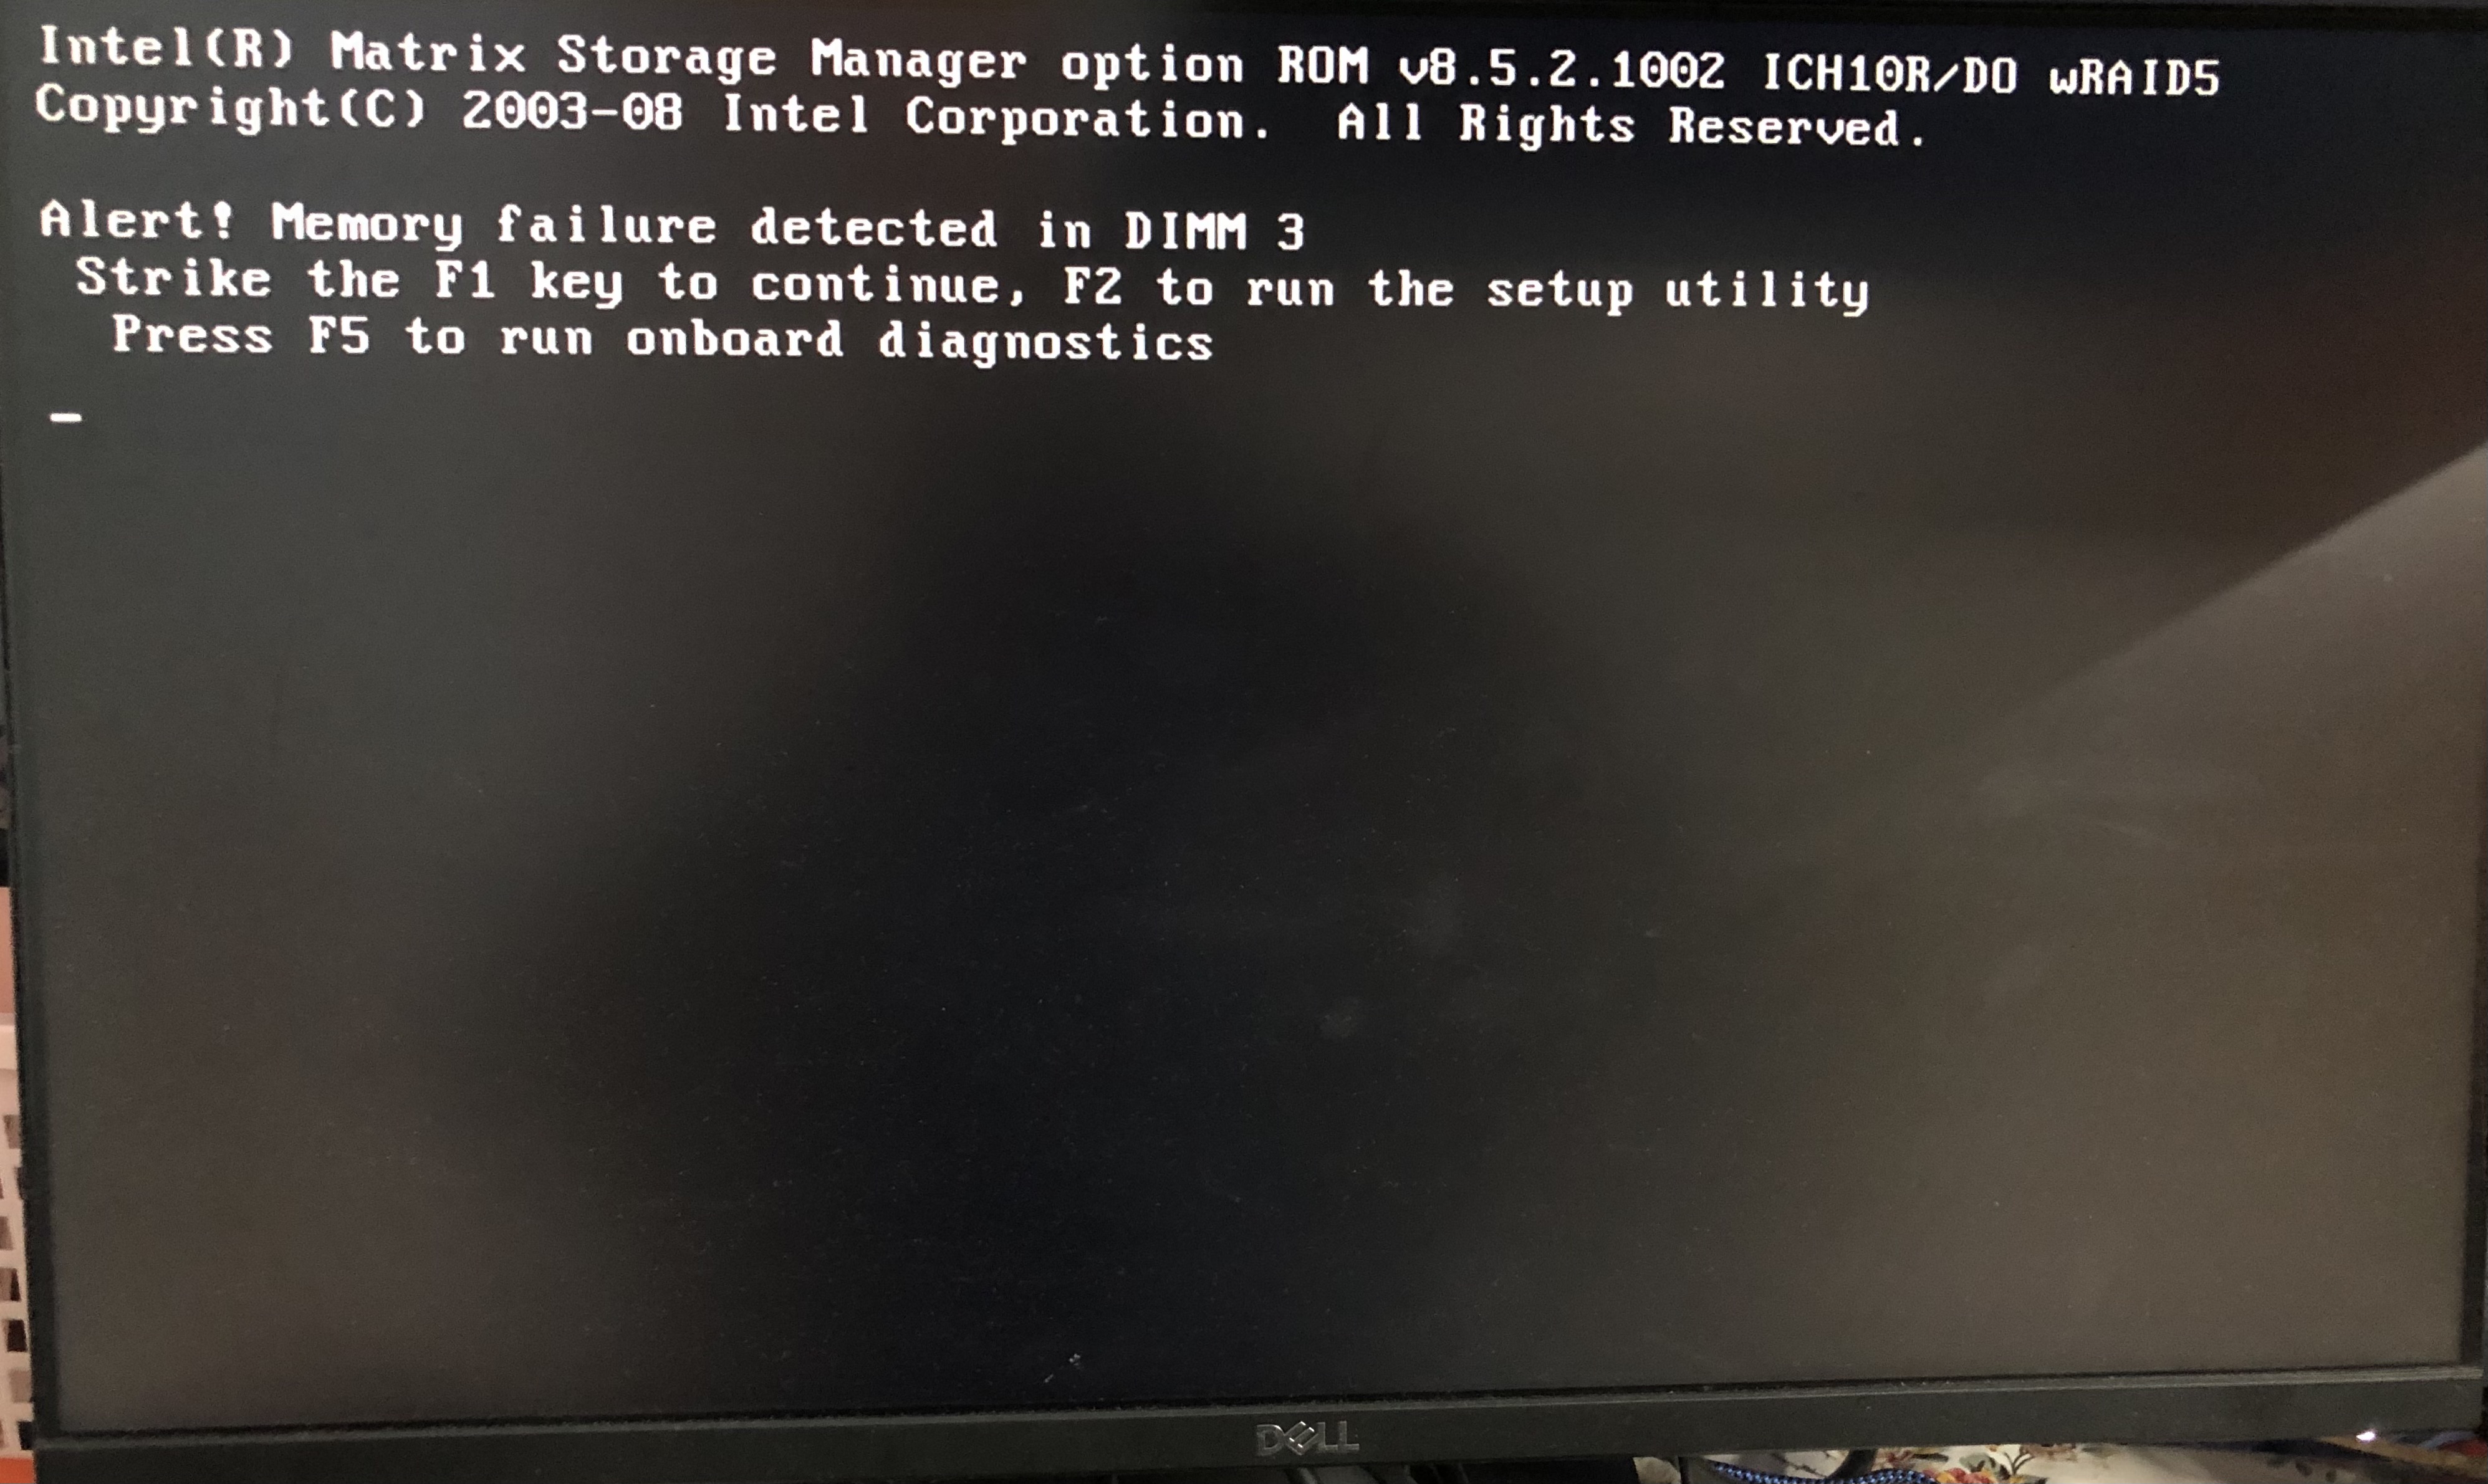 Intel(R) Matrix Storage Manager option ROM v8.5.2.1002 ICH10R/DO wRAID5
Copyright(C) 2003-08 Intel Corporation.  All Rights Reserved.
Alert! Memory failure detected in DIMM 3
Strike the F1 key to continue, F2 to run the setup utility
Press F5 to run onboard diagnostics
_
DELL